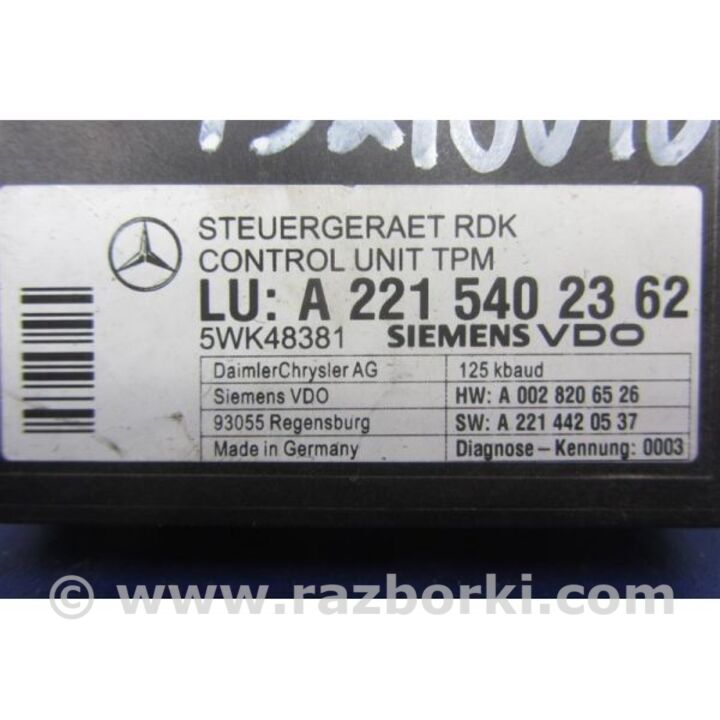 STEUERGERAET RDK
CONTROL UNIT TPM
LU: A 221 540 23 62
5WK48381 SIEMENS VDO
DaimlerChrysler AG 125 kbaud
Siemens VDO HW: A 002 820 65 26
93055 Regensburg SW: A 221 442 05 37
Made in Germany Diagnose – Kennung: 0003
© www.razborki.com